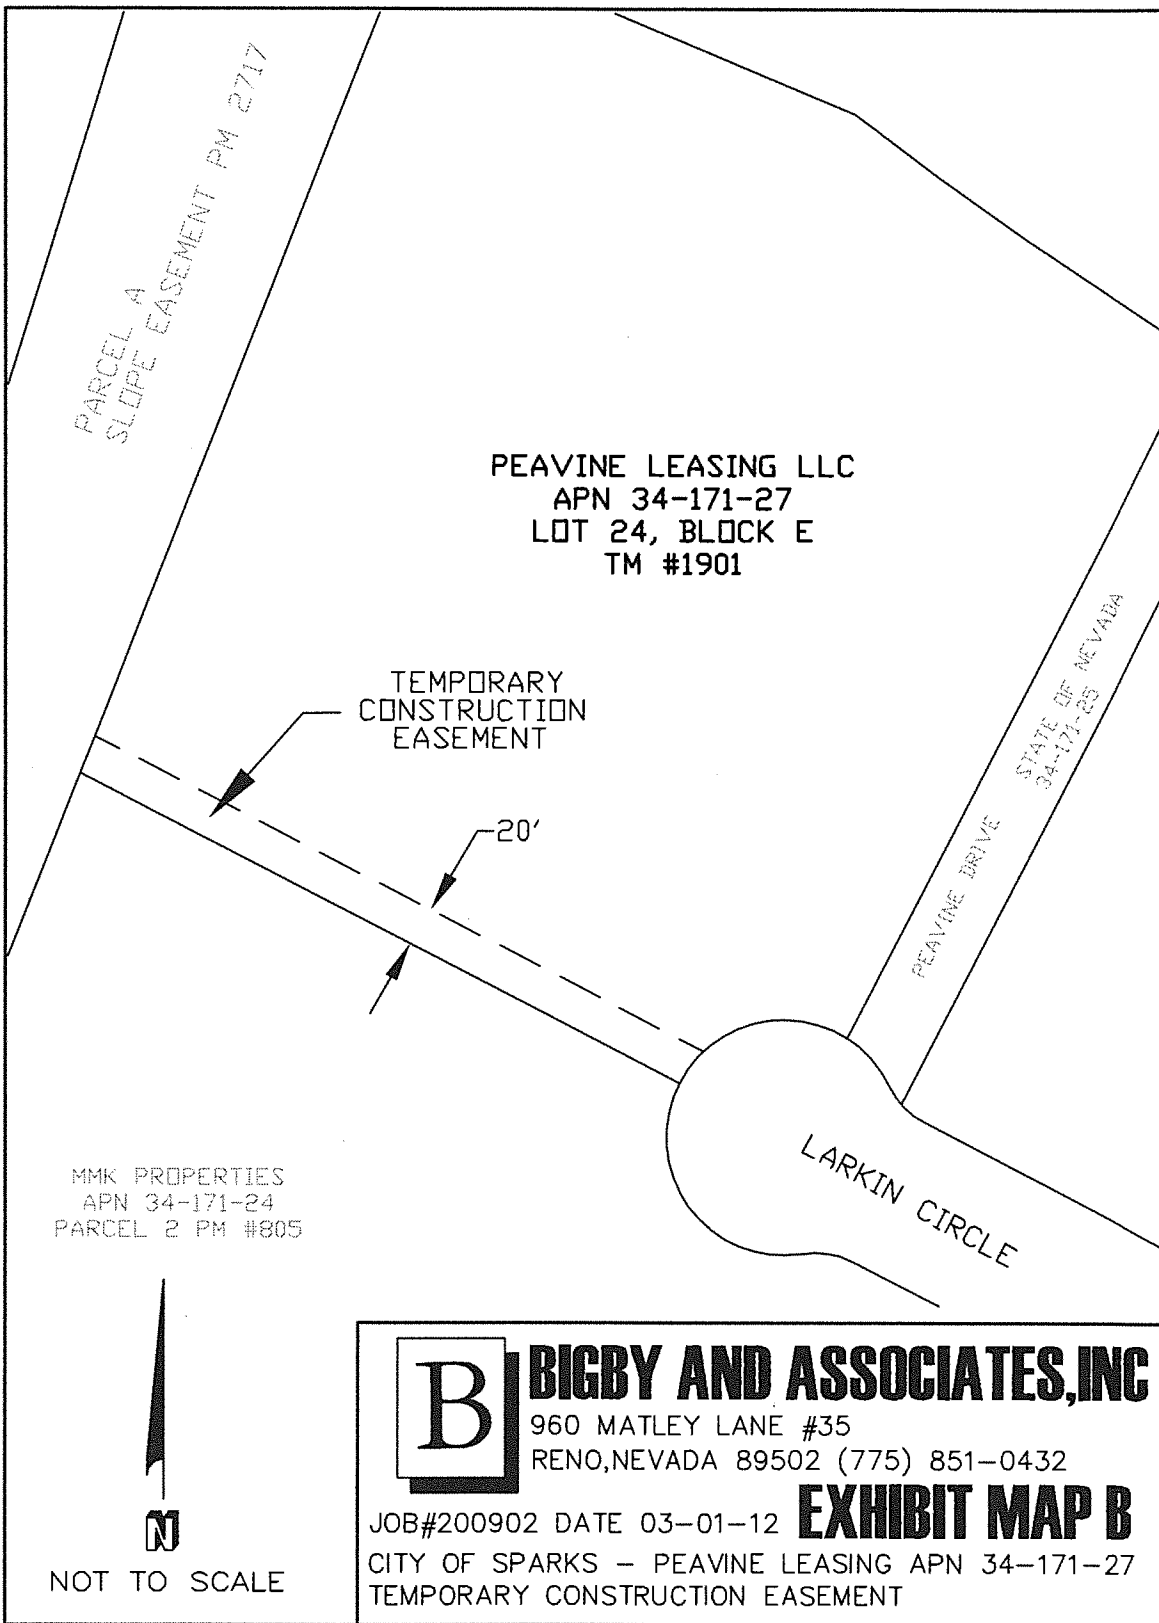 PARCEL A
SLOPE EASEMENT PM 2717
PEAVINE LEASING LLC
APN 34-171-27
LOT 24, BLOCK E
TM #1901
TEMPORARY
CONSTRUCTION
EASEMENT
20'
STATE OF NEVADA
34-171-25
PEAVINE DRIVE
LARKIN CIRCLE
MMK PROPERTIES
APN 34-171-24
PARCEL 2 PM #805
N
NOT TO SCALE
B
BIGBY AND ASSOCIATES,INC
960 MATLEY LANE #35
RENO,NEVADA 89502 (775) 851-0432
JOB#200902 DATE 03-01-12 EXHIBIT MAP B
CITY OF SPARKS - PEAVINE LEASING APN 34-171-27
TEMPORARY CONSTRUCTION EASEMENT